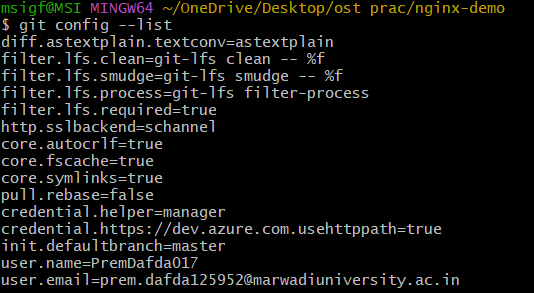 msigf@MSI MINGW64 ~/OneDrive/Desktop/ost prac/nginx-demo
$ git config --list
diff.astextplain.textconv=astextplain
filter.lfs.clean=git-lfs clean -- %f
filter.lfs.smudge=git-lfs smudge -- %f
filter.lfs.process=git-lfs filter-process
filter.lfs.required=true
http.sslbackend=schannel
core.autocrlf=true
core.fscache=true
core.symlinks=true
pull.rebase=false
credential.helper=manager
credential.https://dev.azure.com.usehttppath=true
init.defaultbranch=master
user.name=PremDafda017
user.email=prem.dafda125952@marwadiuniversity.ac.in